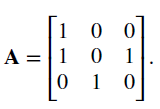 A = [1 0 0
1 0 1
0 1 0].